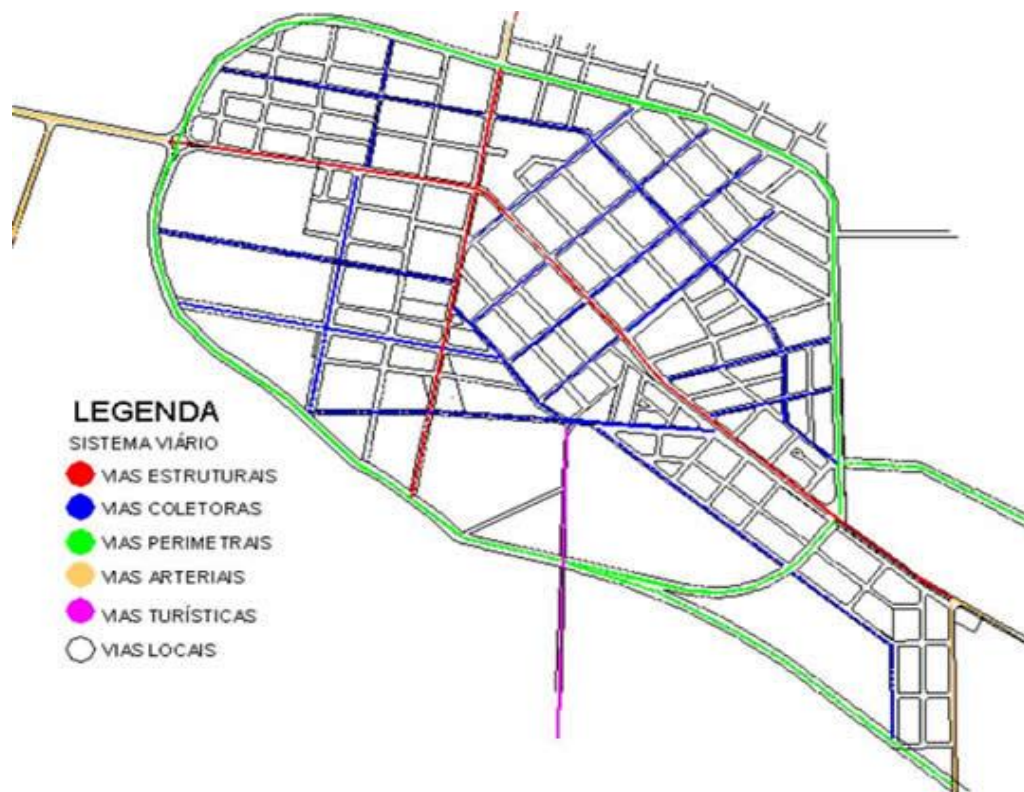 LEGENDA
SISTEMA VIÁRIO
VIAS ESTRUTURAIS
VIAS COLETORAS
VIAS PERIMETRAIS
VIAS ARTERIAIS
VIAS TURÍSTICAS
VIAS LOCAIS